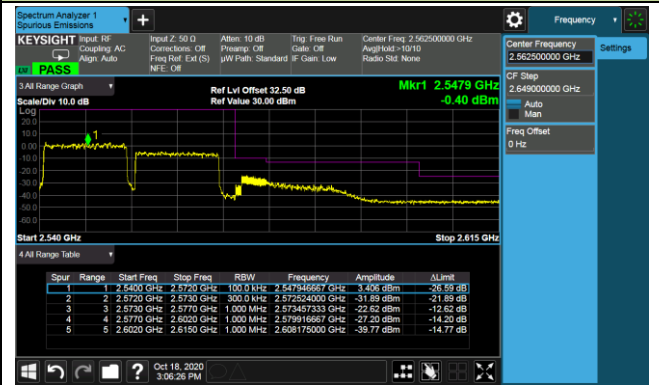 Spectrum Analyzer 1
Spurious Emissions
Frequency
KEYSIGHT Input: RF Input Z: 50 Ω Atten: 10 dB Trig: Free Run Center Freq: 2.562500000 GHz
Coupling: AC Corrections: Off Preamp: Off Gate: Off Avg|Hold:>10/10
Align: Auto Freq Ref: Ext (S) µW Path: Standard IF Gain: Low Radio Std: None
NFE: Off
PASS
Center Frequency
2.562500000 GHz
Settings
CF Step
2.649000000 GHz
Auto
Man
Freq Offset
0 Hz
3 All Range Graph
Ref Lvl Offset 32.50 dB
Mkr1 2.5479 GHz
Scale/Div 10.0 dB
Ref Value 30.00 dBm
-0.40 dBm
Log
20.0
10.0
1
0.00
-10.0
-20.0
-30.0
-40.0
-50.0
-60.0
Start 2.540 GHz
Stop 2.615 GHz
4 All Range Table
Spur Range Start Freq Stop Freq RBW Frequency Amplitude ΔLimit
1 1 2.5400 GHz 2.5720 GHz 100.0 kHz 2.547946667 GHz 3.406 dBm -26.59 dB
2 2 2.5720 GHz 2.5730 GHz 300.0 kHz 2.572524000 GHz -31.89 dBm -21.89 dB
3 3 2.5730 GHz 2.5770 GHz 1.000 MHz 2.573457333 GHz -22.62 dBm -12.62 dB
4 4 2.5770 GHz 2.6020 GHz 1.000 MHz 2.579916667 GHz -27.20 dBm -14.20 dB
5 5 2.6020 GHz 2.6150 GHz 1.000 MHz 2.608175000 GHz -39.77 dBm -14.77 dB
Oct 18, 2020
3:06:26 PM